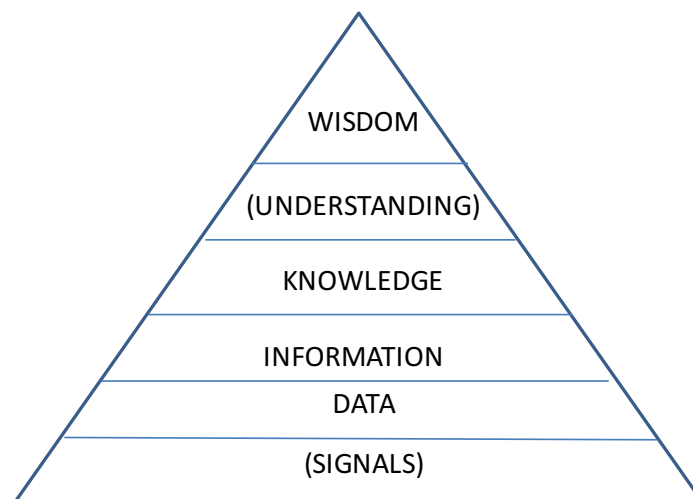 WISDOM
(UNDERSTANDING)
KNOWLEDGE
INFORMATION
DATA
(SIGNALS)